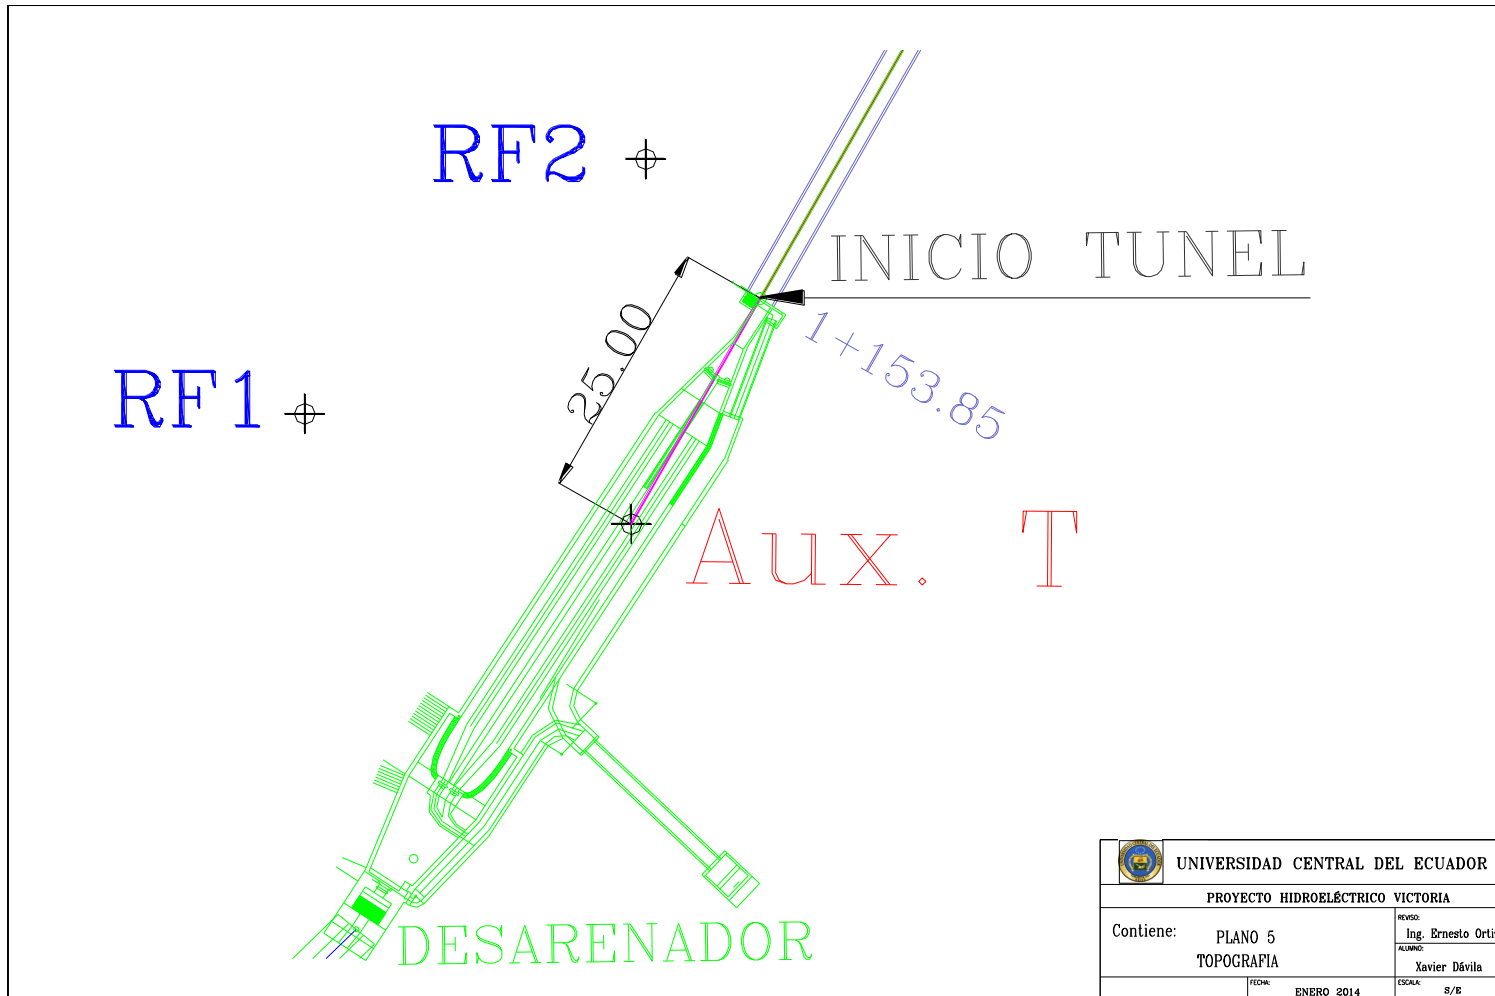 RF2
INICIO TUNEL
25.00
1+153.85
RF1
Aux. T
DESARENADOR
UNIVERSIDAD CENTRAL DEL ECUADOR
PROYECTO HIDROELÉCTRICO VICTORIA
Contiene:
PLANO 5
TOPOGRAFIA
REVISO:
Ing. Ernesto
ALUMNO:
Xavier Dávila
FECHA:
ENERO 2014
ESCALA:
S/E